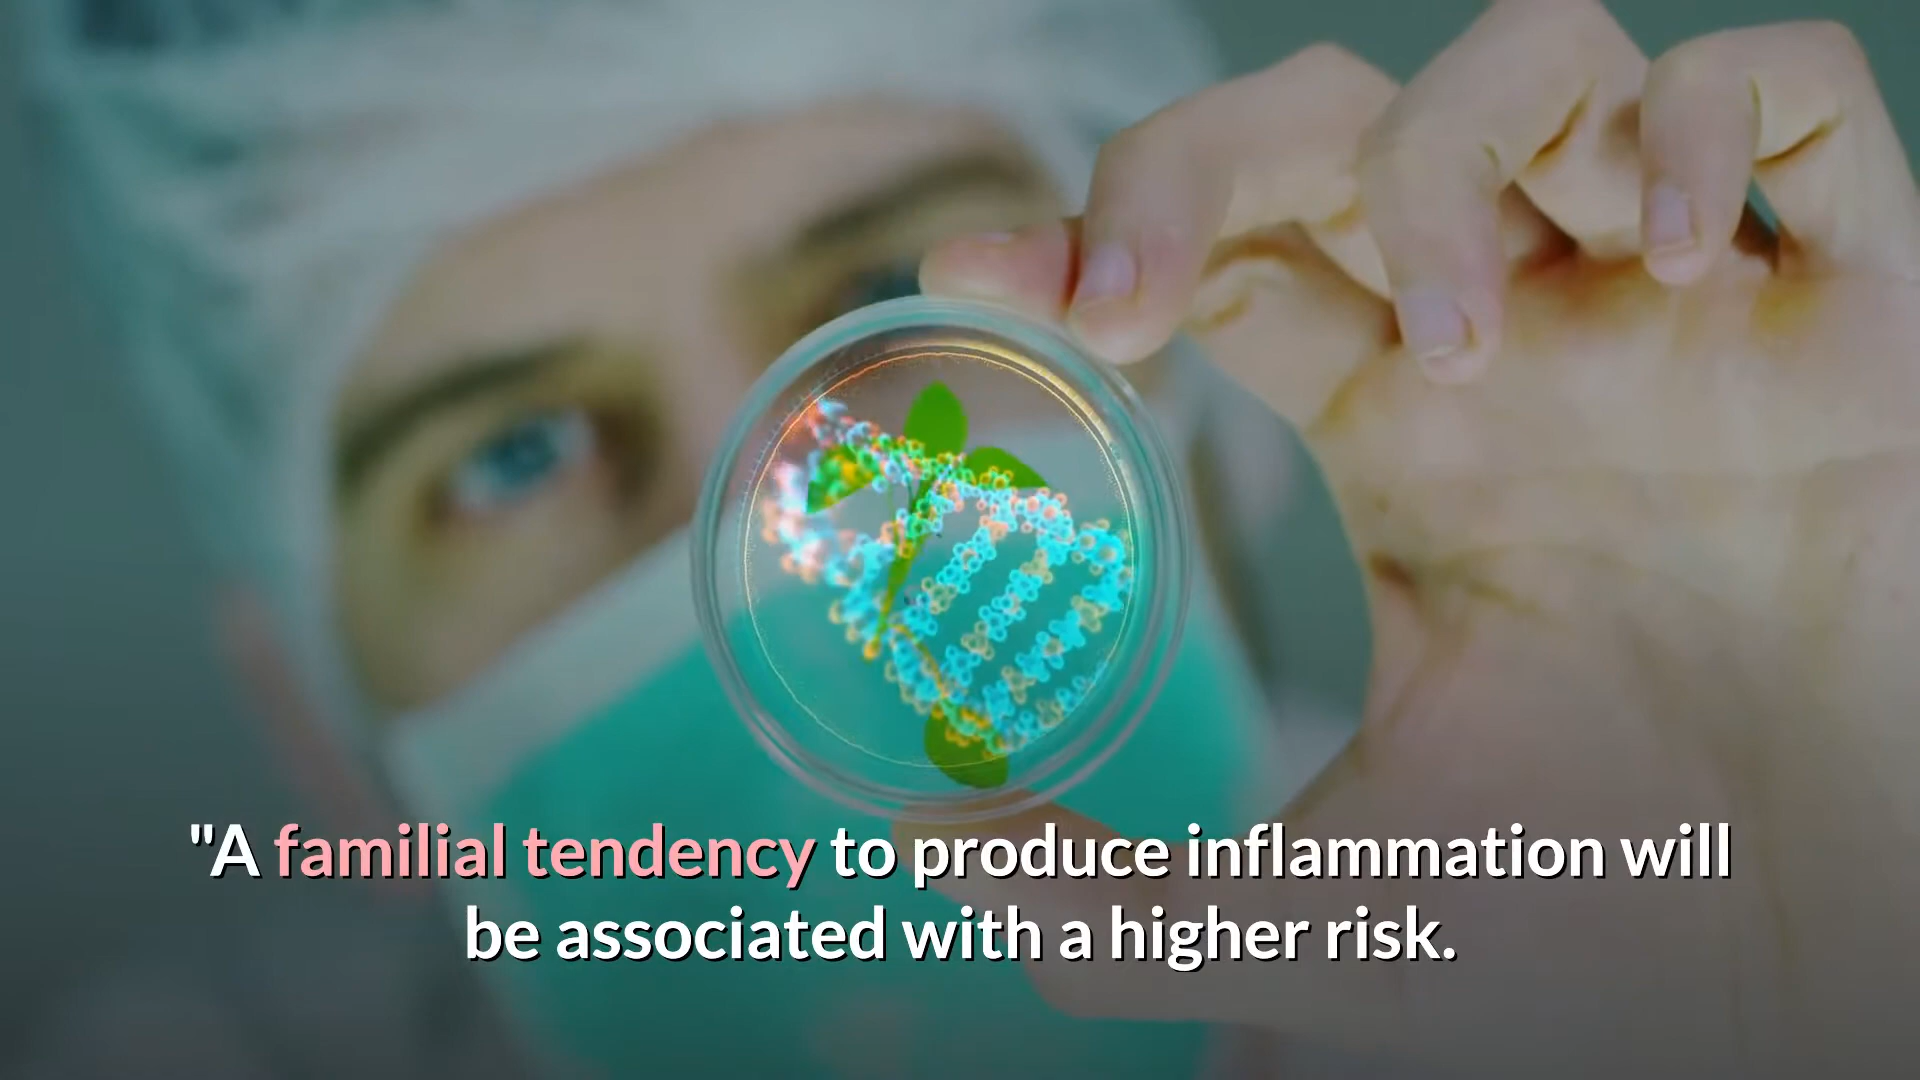 "A familial tendency to produce inflammation will
be associated with a higher risk.